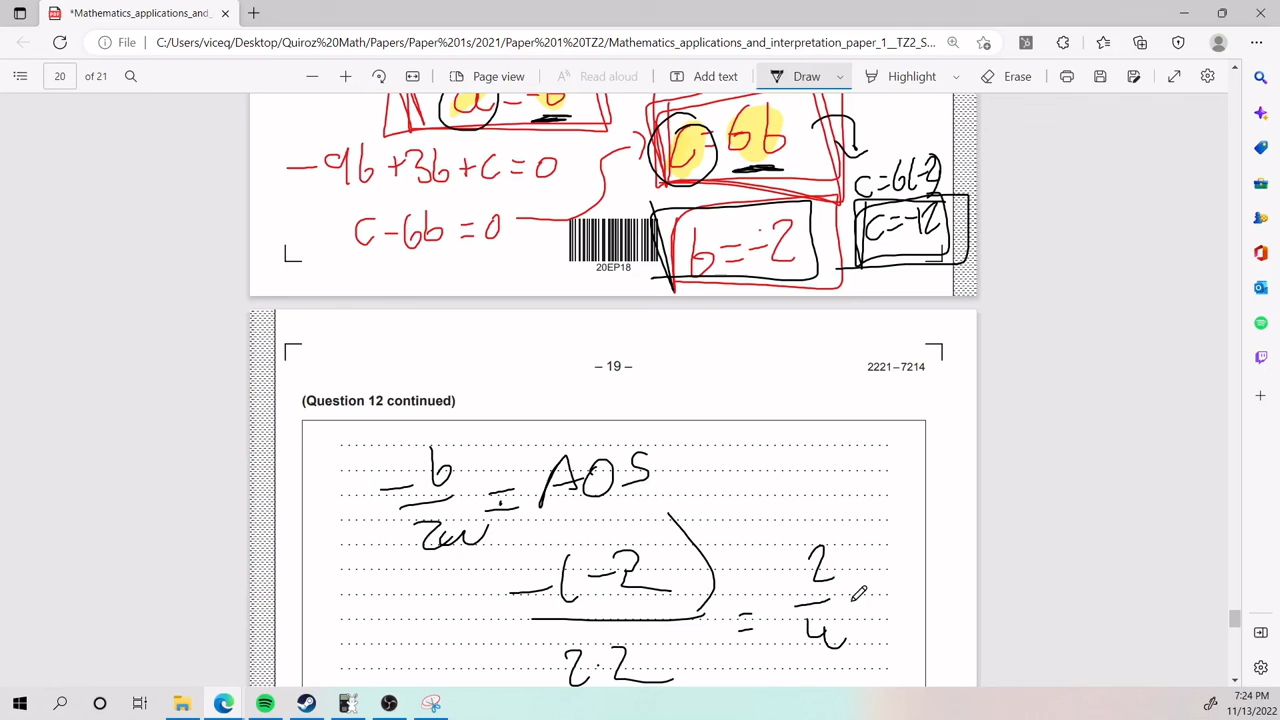 *Mathematics_applications_and_
File
C:/Users/viceq/Desktop/Quiroz%20Math/Papers/Paper%201s/2021/Paper%201%20TZ2/Mathematics_applications_and_interpretation_paper_1__TZ2_S...
20 of 21
Page view
Read aloud
Add text
Draw
Highlight
Erase
a = -b
c = 6b
-9b + 3b + c = 0
c = 6(-2)
c = -12
c - 6b = 0
b = -2
20EP18
– 19 –
2221–7214
(Question 12 continued)
-b = AOS
-(-2) = 2
4
2·2
7:24 PM
11/13/2022